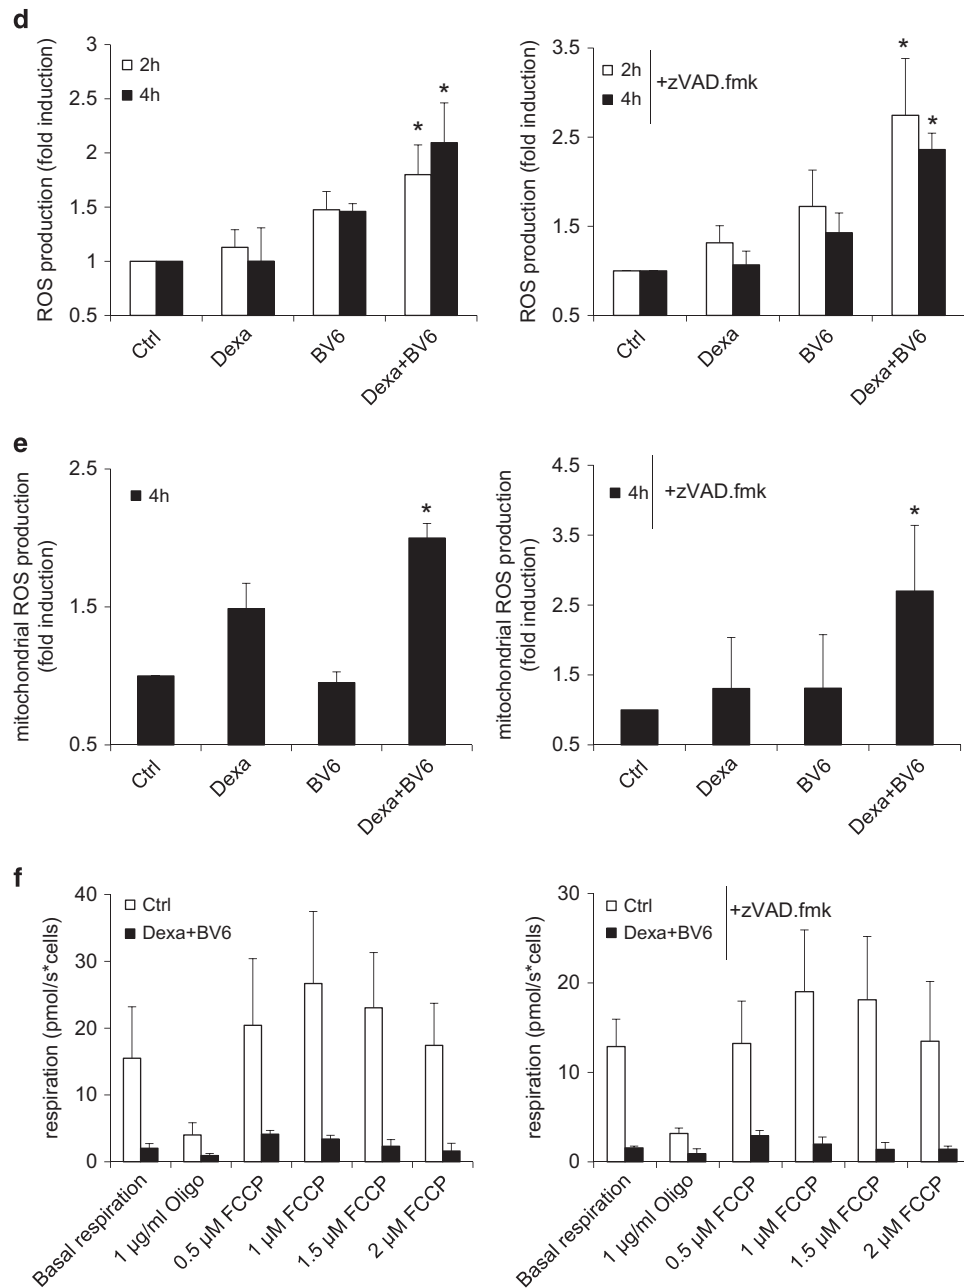 d
ROS production (fold induction)
3
2.5
2
1.5
1
0.5
2h
4h
*
*
Ctrl
Dexa
BV6
Dexa+BV6
ROS production (fold induction)
3.5
2.5
1.5
0.5
2h
4h
+zVAD.fmk
*
*
Ctrl
Dexa
BV6
Dexa+BV6
e
mitochondrial ROS production
(fold induction)
2.5
1.5
0.5
4h
*
Ctrl
Dexa
BV6
Dexa+BV6
mitochondrial ROS production
(fold induction)
4.5
3.5
2.5
1.5
0.5
4h
+zVAD.fmk
*
Ctrl
Dexa
BV6
Dexa+BV6
f
respiration (pmol/s*cells)
40
30
20
10
0
Ctrl
Dexa+BV6
Basal respiration
1 µg/ml Oligo
0.5 µM FCCP
1 µM FCCP
1.5 µM FCCP
2 µM FCCP
respiration (pmol/s*cells)
30
20
10
0
Ctrl
Dexa+BV6
+zVAD.fmk
Basal respiration
1 µg/ml Oligo
0.5 µM FCCP
1 µM FCCP
1.5 µM FCCP
2 µM FCCP